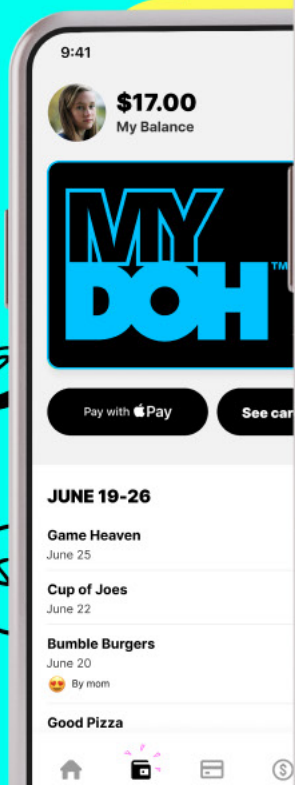 9:41
$17.00
My Balance
MY
DOH™
Pay with Pay
See car
JUNE 19-26
Game Heaven
June 25
Cup of Joes
June 22
Bumble Burgers
June 20
😍 By mom
Good Pizza